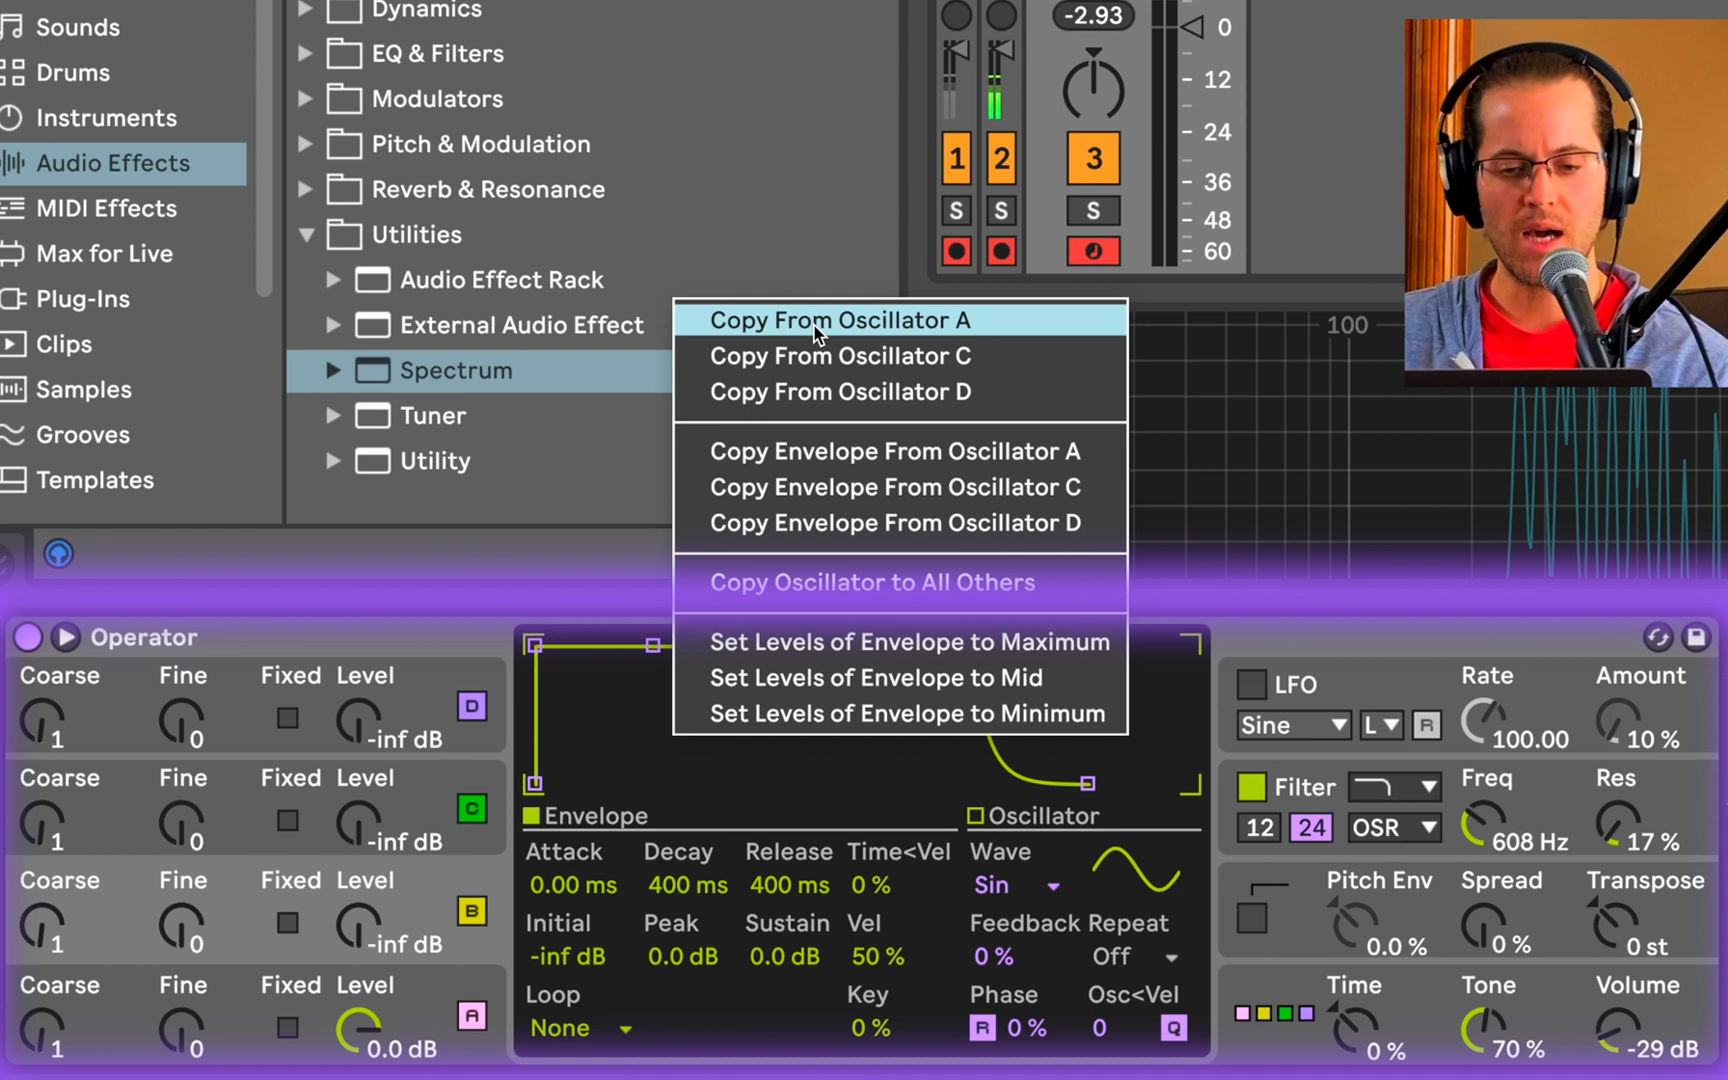 Sounds
Drums
Instruments
Audio Effects
MIDI Effects
Max for Live
Plug-Ins
Clips
Samples
Grooves
Templates
Dynamics
EQ & Filters
Modulators
Pitch & Modulation
Reverb & Resonance
Utilities
Audio Effect Rack
External Audio Effect
Spectrum
Tuner
Utility
-2.93
0
12
24
36
48
60
1 2 3
S S S
100
Copy From Oscillator A
Copy From Oscillator C
Copy From Oscillator D
Copy Envelope From Oscillator A
Copy Envelope From Oscillator C
Copy Envelope From Oscillator D
Copy Oscillator to All Others
Set Levels of Envelope to Maximum
Set Levels of Envelope to Mid
Set Levels of Envelope to Minimum
Operator
Coarse Fine Fixed Level
1 0 -inf dB D
Coarse Fine Fixed Level
1 0 -inf dB C
Coarse Fine Fixed Level
1 0 -inf dB B
Coarse Fine Fixed Level
1 0 0.0 dB A
Envelope
Attack Decay Release Time<Vel
0.00 ms 400 ms 400 ms 0 %
Initial Peak Sustain Vel
-inf dB 0.0 dB 0.0 dB 50 %
Loop Key
None 0 %
Oscillator
Wave
Sin
Feedback Repeat
0 % Off
Phase Osc<Vel
R 0 % 0 Q
LFO Rate Amount
Sine L R 100.00 10 %
Filter Freq Res
12 24 OSR 608 Hz 17 %
Pitch Env Spread Transpose
0.0 % 0 % 0 st
Time Tone Volume
0 % 70 % -29 dB